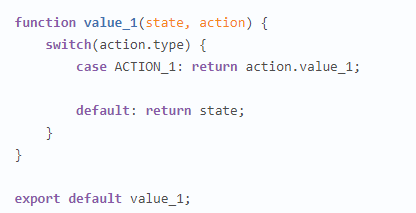 function value_1(state, action) {
    switch(action.type) {
        case ACTION_1: return action.value_1;

        default: return state;
    }
}

export default value_1;